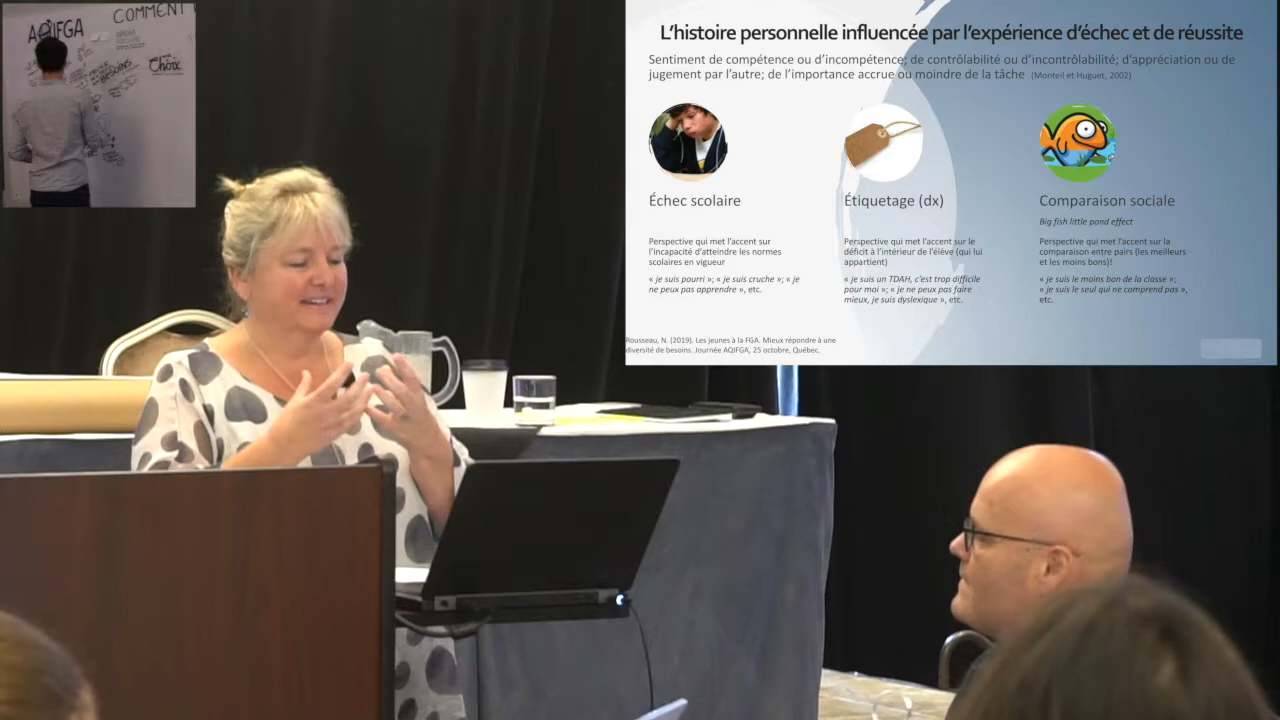 AQIFGA
COMMENT
BESOINS
Choix
L'histoire personnelle influencée par l'expérience d'échec et de réussite
Sentiment de compétence ou d'incompétence; de contrôlabilité ou d'incontrôlabilité; d'appréciation ou de
jugement par l'autre; de l'importance accrue ou moindre de la tâche (Monteil et Huguet, 2002)
Échec scolaire
Perspective qui met l'accent sur
l'incapacité d'atteindre les normes
scolaires en vigueur
« je suis pourri »; « je suis cruche »; « je
ne peux pas apprendre », etc.
Étiquetage (dx)
Perspective qui met l'accent sur le
déficit à l'intérieur de l'élève (qui lui
appartient)
« je suis un TDAH, c'est trop difficile
pour moi »; « je ne peux pas faire
mieux, je suis dyslexique », etc.
Comparaison sociale
Big fish little pond effect
Perspective qui met l'accent sur la
comparaison entre pairs (les meilleurs
et les moins bons)!
« je suis le moins bon de la classe »;
« je suis le seul qui ne comprend pas »,
etc.
Rousseau, N. (2019). Les jeunes à la FGA. Mieux répondre à une
diversité de besoins. Journée AQIFGA, 25 octobre, Québec.